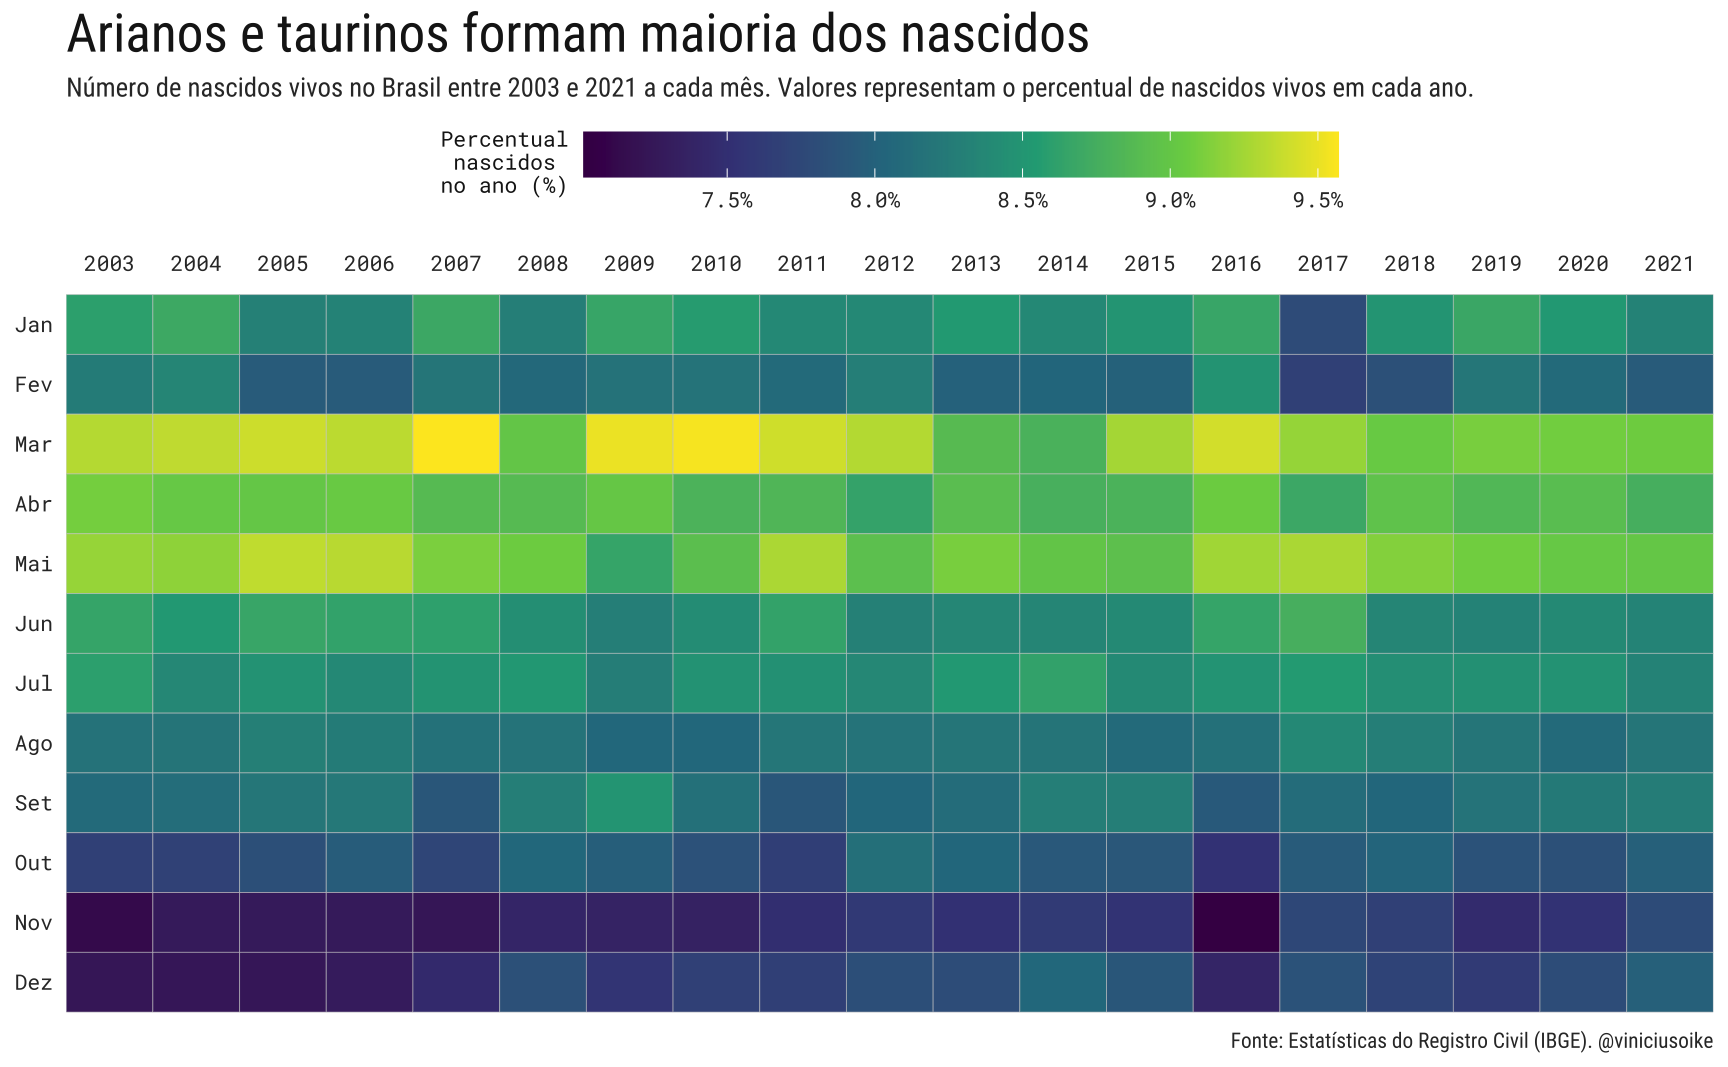 Arianos e taurinos formam maioria dos nascidos
Número de nascidos vivos no Brasil entre 2003 e 2021 a cada mês. Valores representam o percentual de nascidos vivos em cada ano.
Percentual
nascidos
no ano (%)
7.5% 8.0% 8.5% 9.0% 9.5%
2003 2004 2005 2006 2007 2008 2009 2010 2011 2012 2013 2014 2015 2016 2017 2018 2019 2020 2021
Jan
Fev
Mar
Abr
Mai
Jun
Jul
Ago
Set
Out
Nov
Dez
Fonte: Estatísticas do Registro Civil (IBGE). @viniciusoike